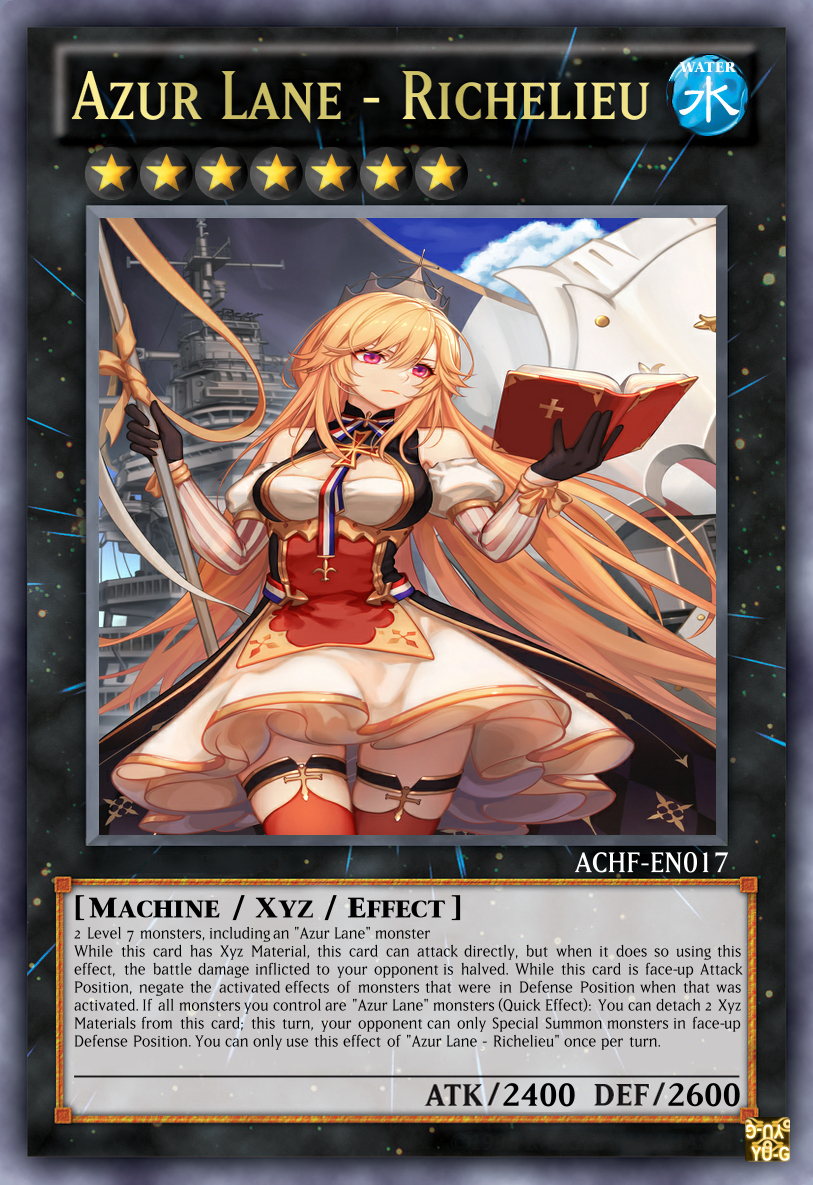 Azur Lane - Richelieu
WATER
水
ACHF-EN017
[ Machine / Xyz / Effect ]
2 Level 7 monsters, including an "Azur Lane" monster
While this card has Xyz Material, this card can attack directly, but when it does so using this
effect, the battle damage inflicted to your opponent is halved. While this card is face-up Attack
Position, negate the activated effects of monsters that were in Defense Position when that was
activated. If all monsters you control are "Azur Lane" monsters (Quick Effect): You can detach 2 Xyz
Materials from this card; this turn, your opponent can only Special Summon monsters in face-up
Defense Position. You can only use this effect of "Azur Lane - Richelieu" once per turn.
ATK/2400 DEF/2600
YU-G